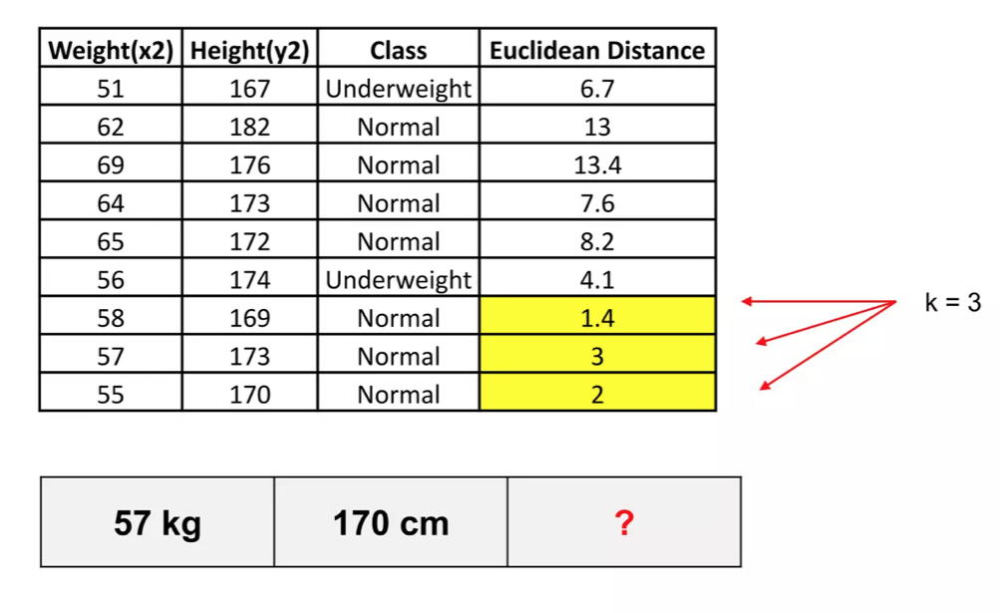 Weight(x2) Height(y2) Class Euclidean Distance
51 167 Underweight 6.7
62 182 Normal 13
69 176 Normal 13.4
64 173 Normal 7.6
65 172 Normal 8.2
56 174 Underweight 4.1
58 169 Normal 1.4
57 173 Normal 3
55 170 Normal 2
k = 3
57 kg 170 cm ?